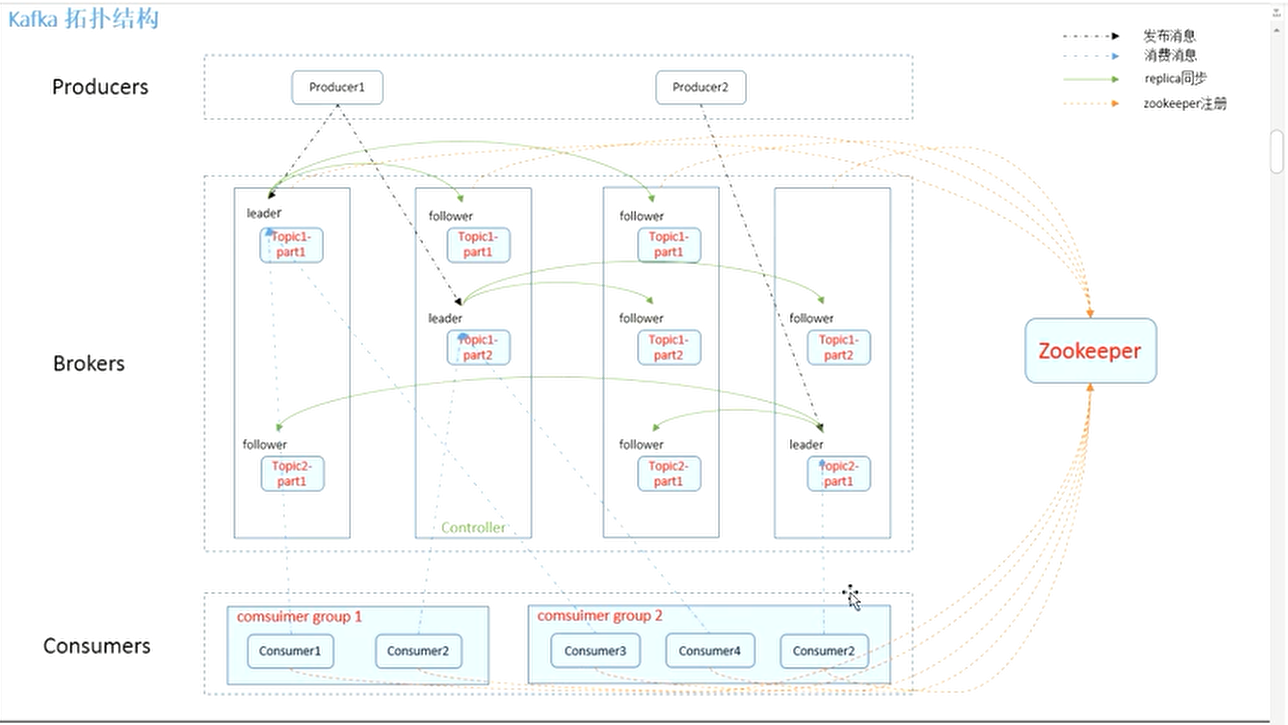 Kafka 拓扑结构
发布消息
消费消息
replica同步
zookeeper注册
Producers
Producer1
Producer2
Brokers
leader
Topic1-
part1
follower
Topic1-
part1
follower
Topic1-
part1
leader
Topic1-
part2
follower
Topic1-
part2
follower
Topic1-
part2
Zookeeper
follower
Topic2-
part1
follower
Topic2-
part1
leader
Topic2-
part1
Controller
Consumers
comsuimer group 1
Consumer1
Consumer2
comsuimer group 2
Consumer3
Consumer4
Consumer2